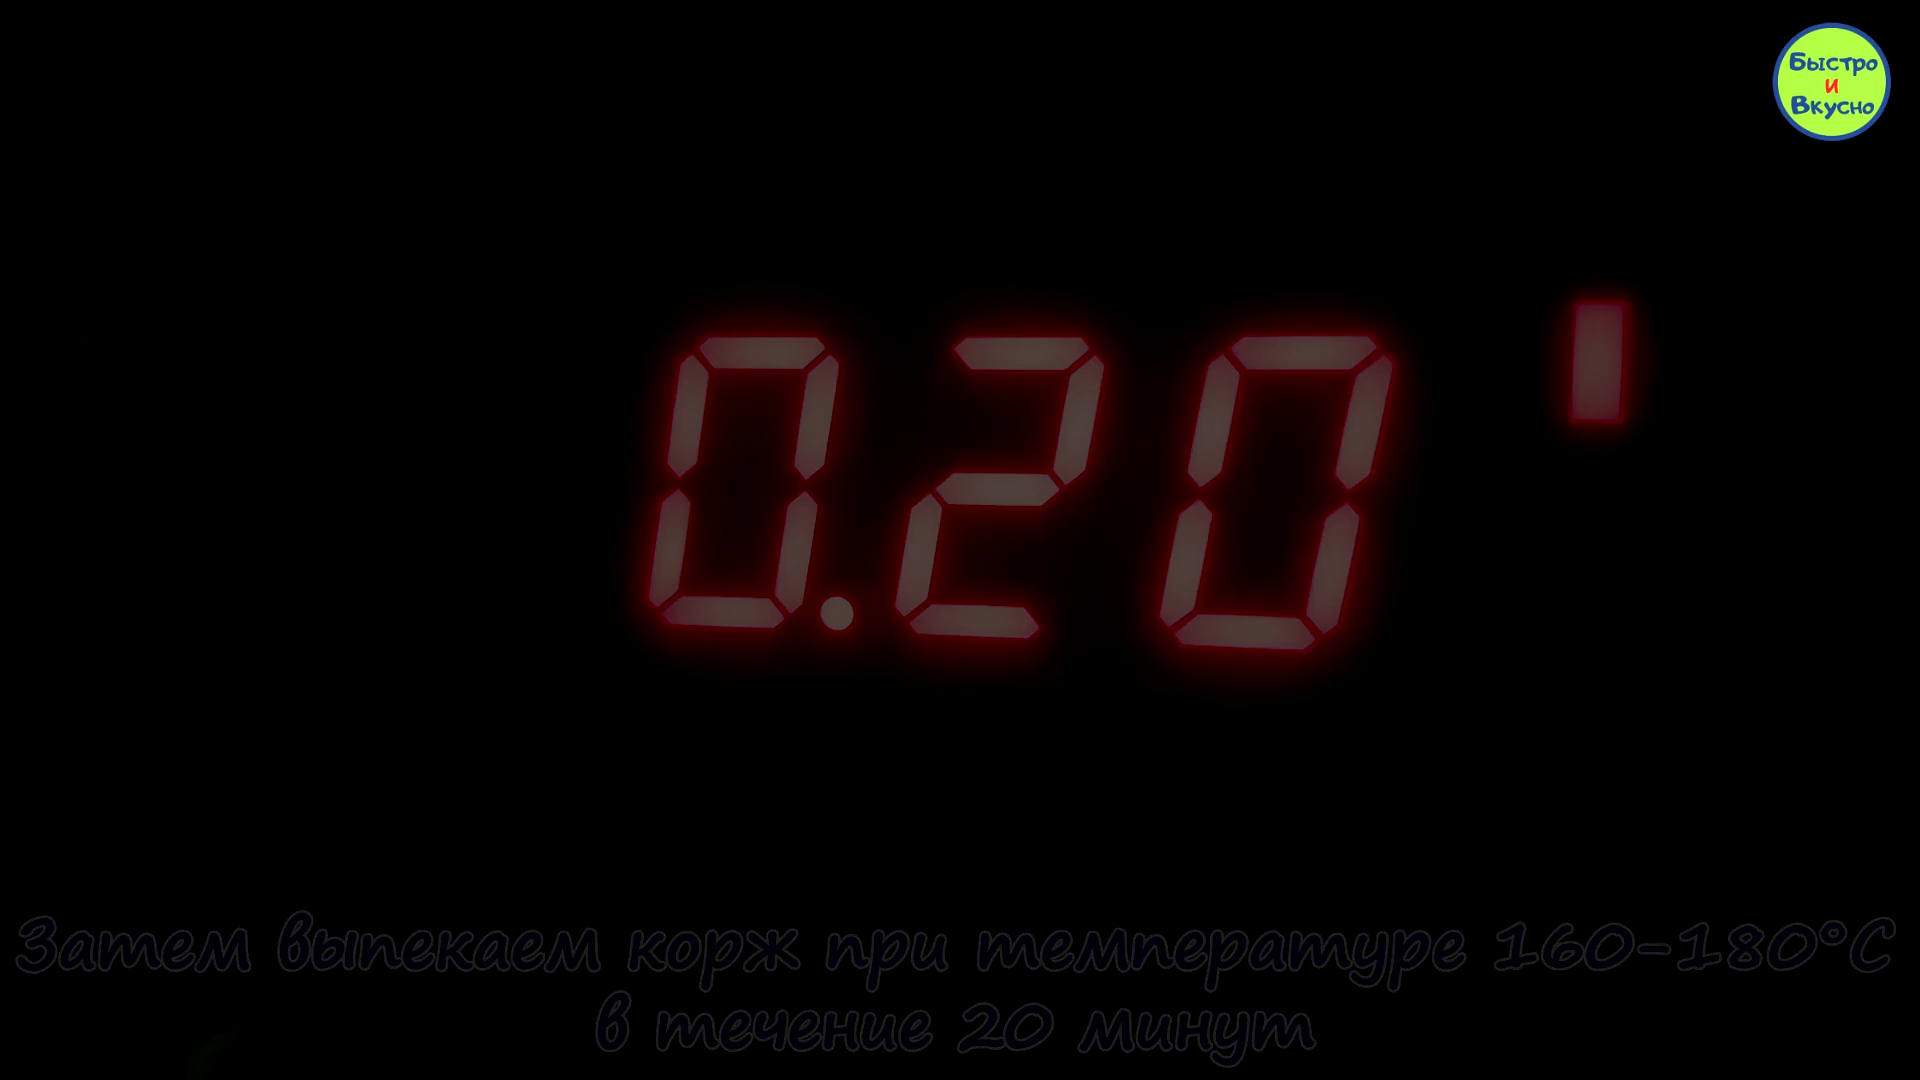 Быстро
и
Вкусно
0.20'
Затем выпекаем корж при температуре 160-180°C
в течение 20 минут